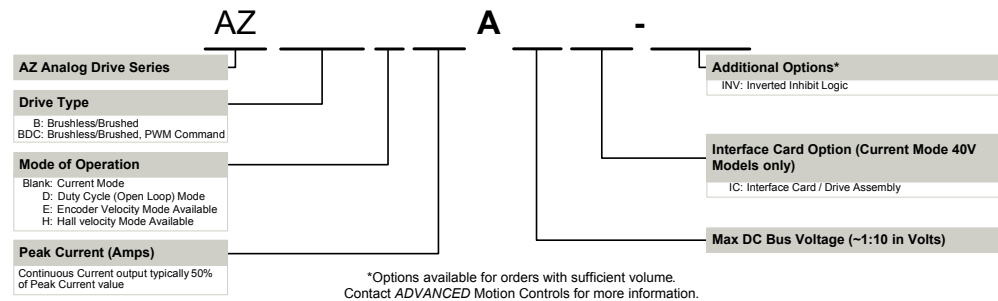 AZ A -
AZ Analog Drive Series
Drive Type
B: Brushless/Brushed
BDC: Brushless/Brushed, PWM Command
Mode of Operation
Blank: Current Mode
D: Duty Cycle (Open Loop) Mode
E: Encoder Velocity Mode Available
H: Hall velocity Mode Available
Peak Current (Amps)
Continuous Current output typically 50%
of Peak Current value
Additional Options*
INV: Inverted Inhibit Logic
Interface Card Option (Current Mode 40V
Models only)
IC: Interface Card / Drive Assembly
Max DC Bus Voltage (~1:10 in Volts)
*Options available for orders with sufficient volume.
Contact ADVANCED Motion Controls for more information.